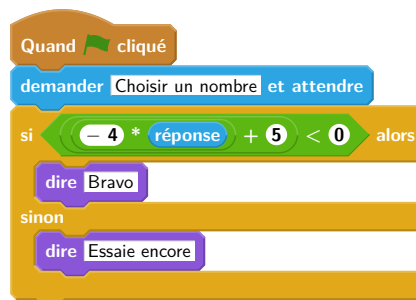 Quand cliqué
demander Choisir un nombre et attendre
si − 4 * réponse + 5 < 0 alors
dire Bravo
sinon
dire Essaie encore